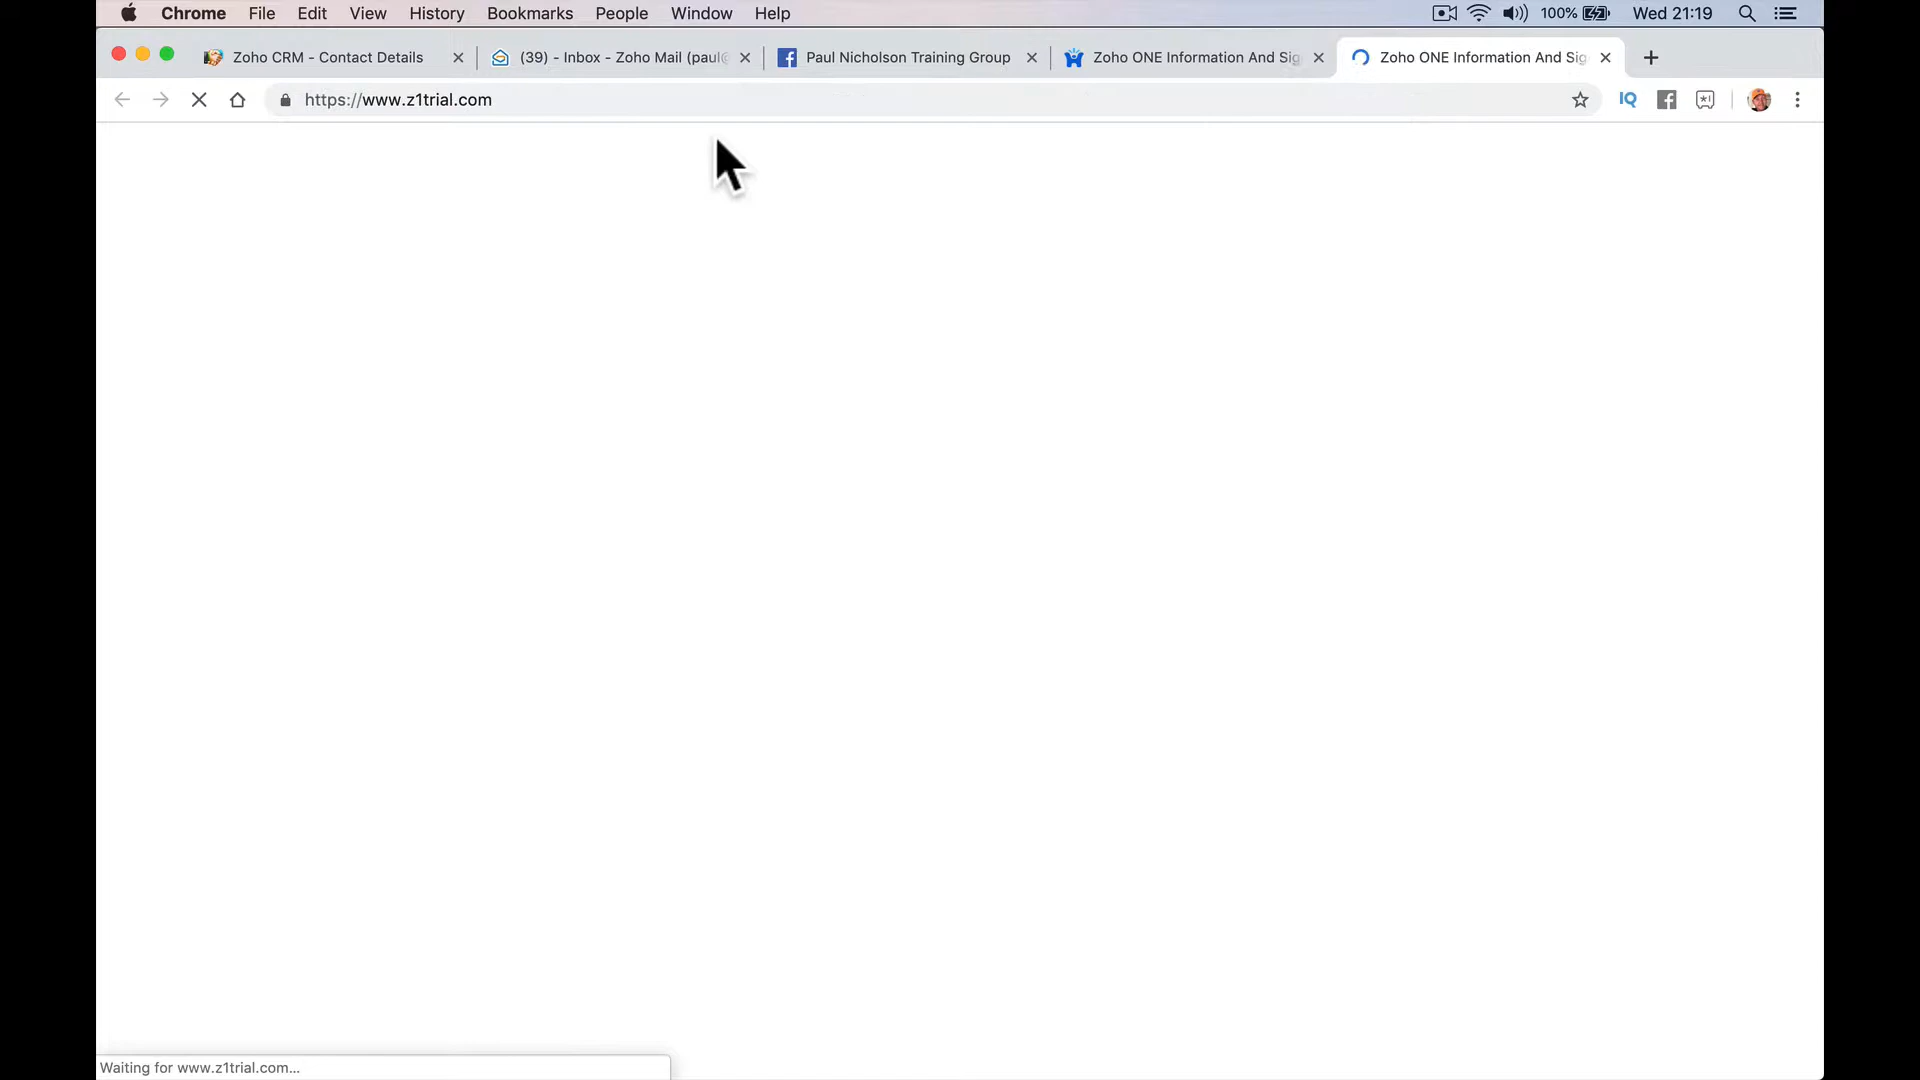 Chrome File Edit View History Bookmarks People Window Help 100% Wed 21:19
Zoho CRM - Contact Details (39) - Inbox - Zoho Mail (paul@ Paul Nicholson Training Group Zoho ONE Information And Sig Zoho ONE Information And Sig
https://www.z1trial.com IQ
Waiting for www.z1trial.com...